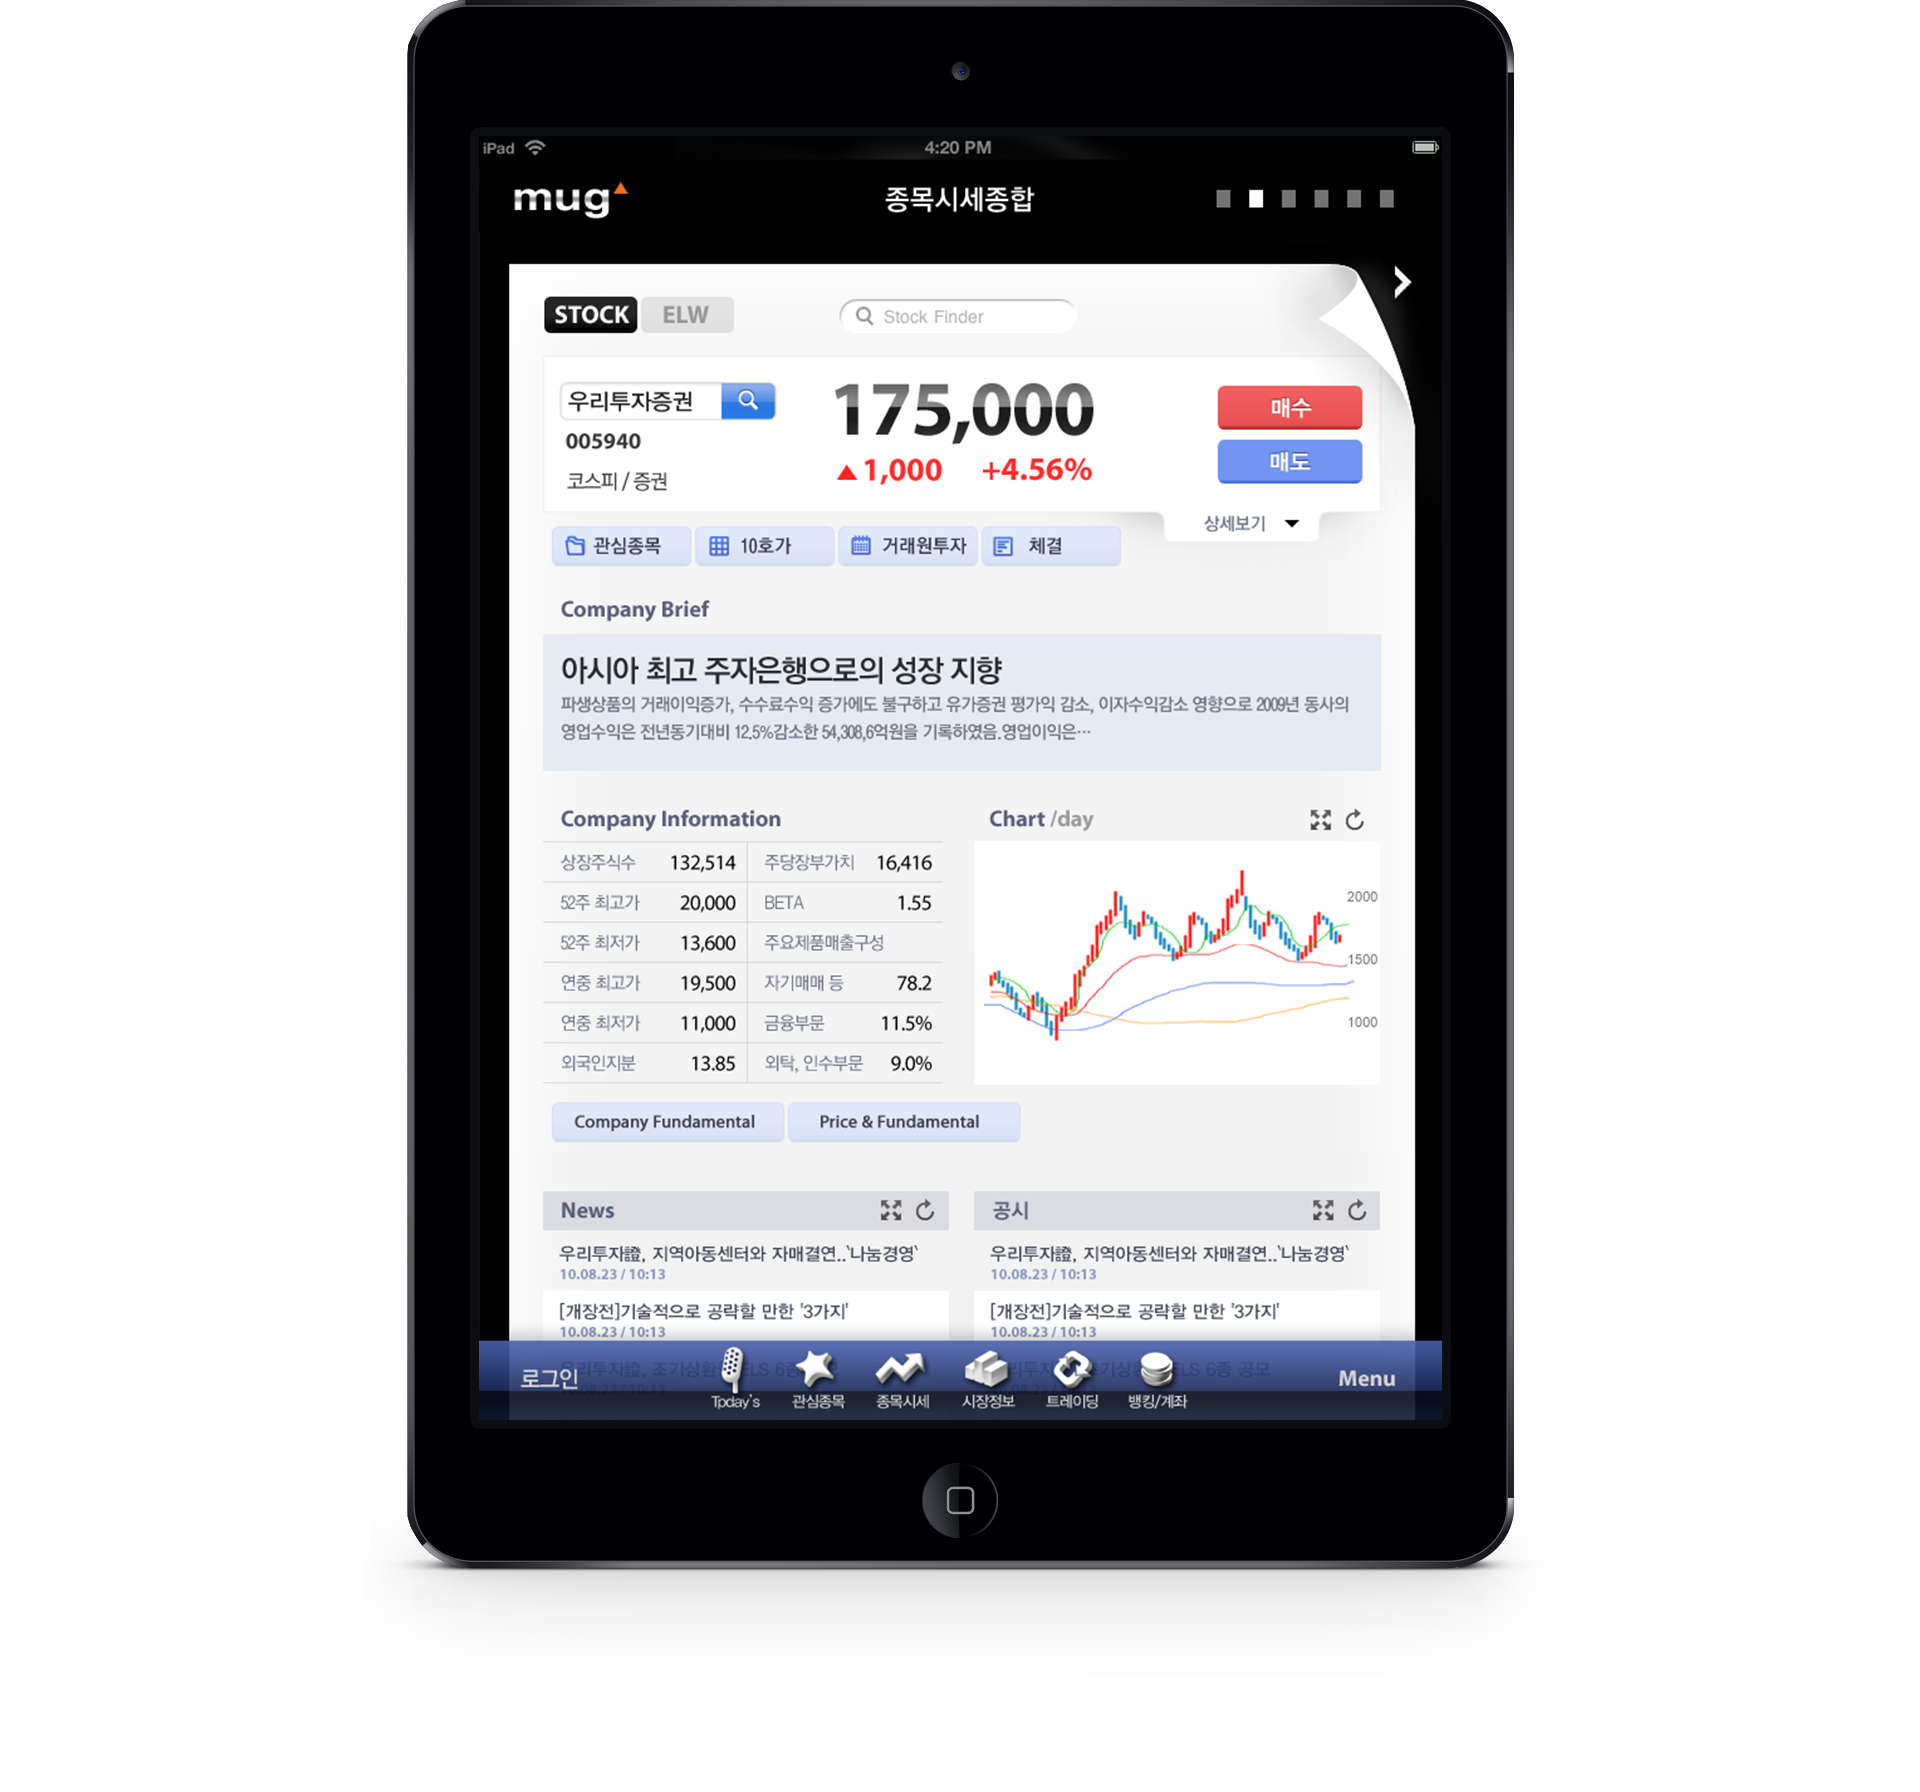 iPad
4:20 PM
mug
종목시세종합
STOCK ELW
Stock Finder
우리투자증권
175,000
매수
005940
1,000 +4.56%
매도
코스피 / 증권
상세보기
관심종목 10호가 거래원투자 체결
Company Brief
아시아 최고 주자은행으로의 성장 지향
파생상품의 거래이익증가, 수수료수익 증가에도 불구하고 유가증권 평가익 감소, 이자수익감소 영향으로 2009년 동사의
영업수익은 전년동기대비 12.5%감소한 54,308,6억원을 기록하였음.영업이익은…
Company Information
상장주식수 132,514 주당장부가치 16,416
52주 최고가 20,000 BETA 1.55
52주 최저가 13,600 주요제품매출구성
연중 최고가 19,500 자기매매 등 78.2
연중 최저가 11,000 금융부문 11.5%
외국인지분 13.85 외탁, 인수부문 9.0%
Chart /day
2000
1500
1000
Company Fundamental Price & Fundamental
News
우리투자證, 지역아동센터와 자매결연..`나눔경영`
10.08.23 / 10:13
[개장전]기술적으로 공략할 만한 '3가지'
10.08.23 / 10:13
공시
우리투자證, 지역아동센터와 자매결연..`나눔경영`
10.08.23 / 10:13
[개장전]기술적으로 공략할 만한 '3가지'
10.08.23 / 10:13
로그인
Tpday's 관심종목 종목시세 시장정보 트레이딩 뱅킹/계좌
Menu